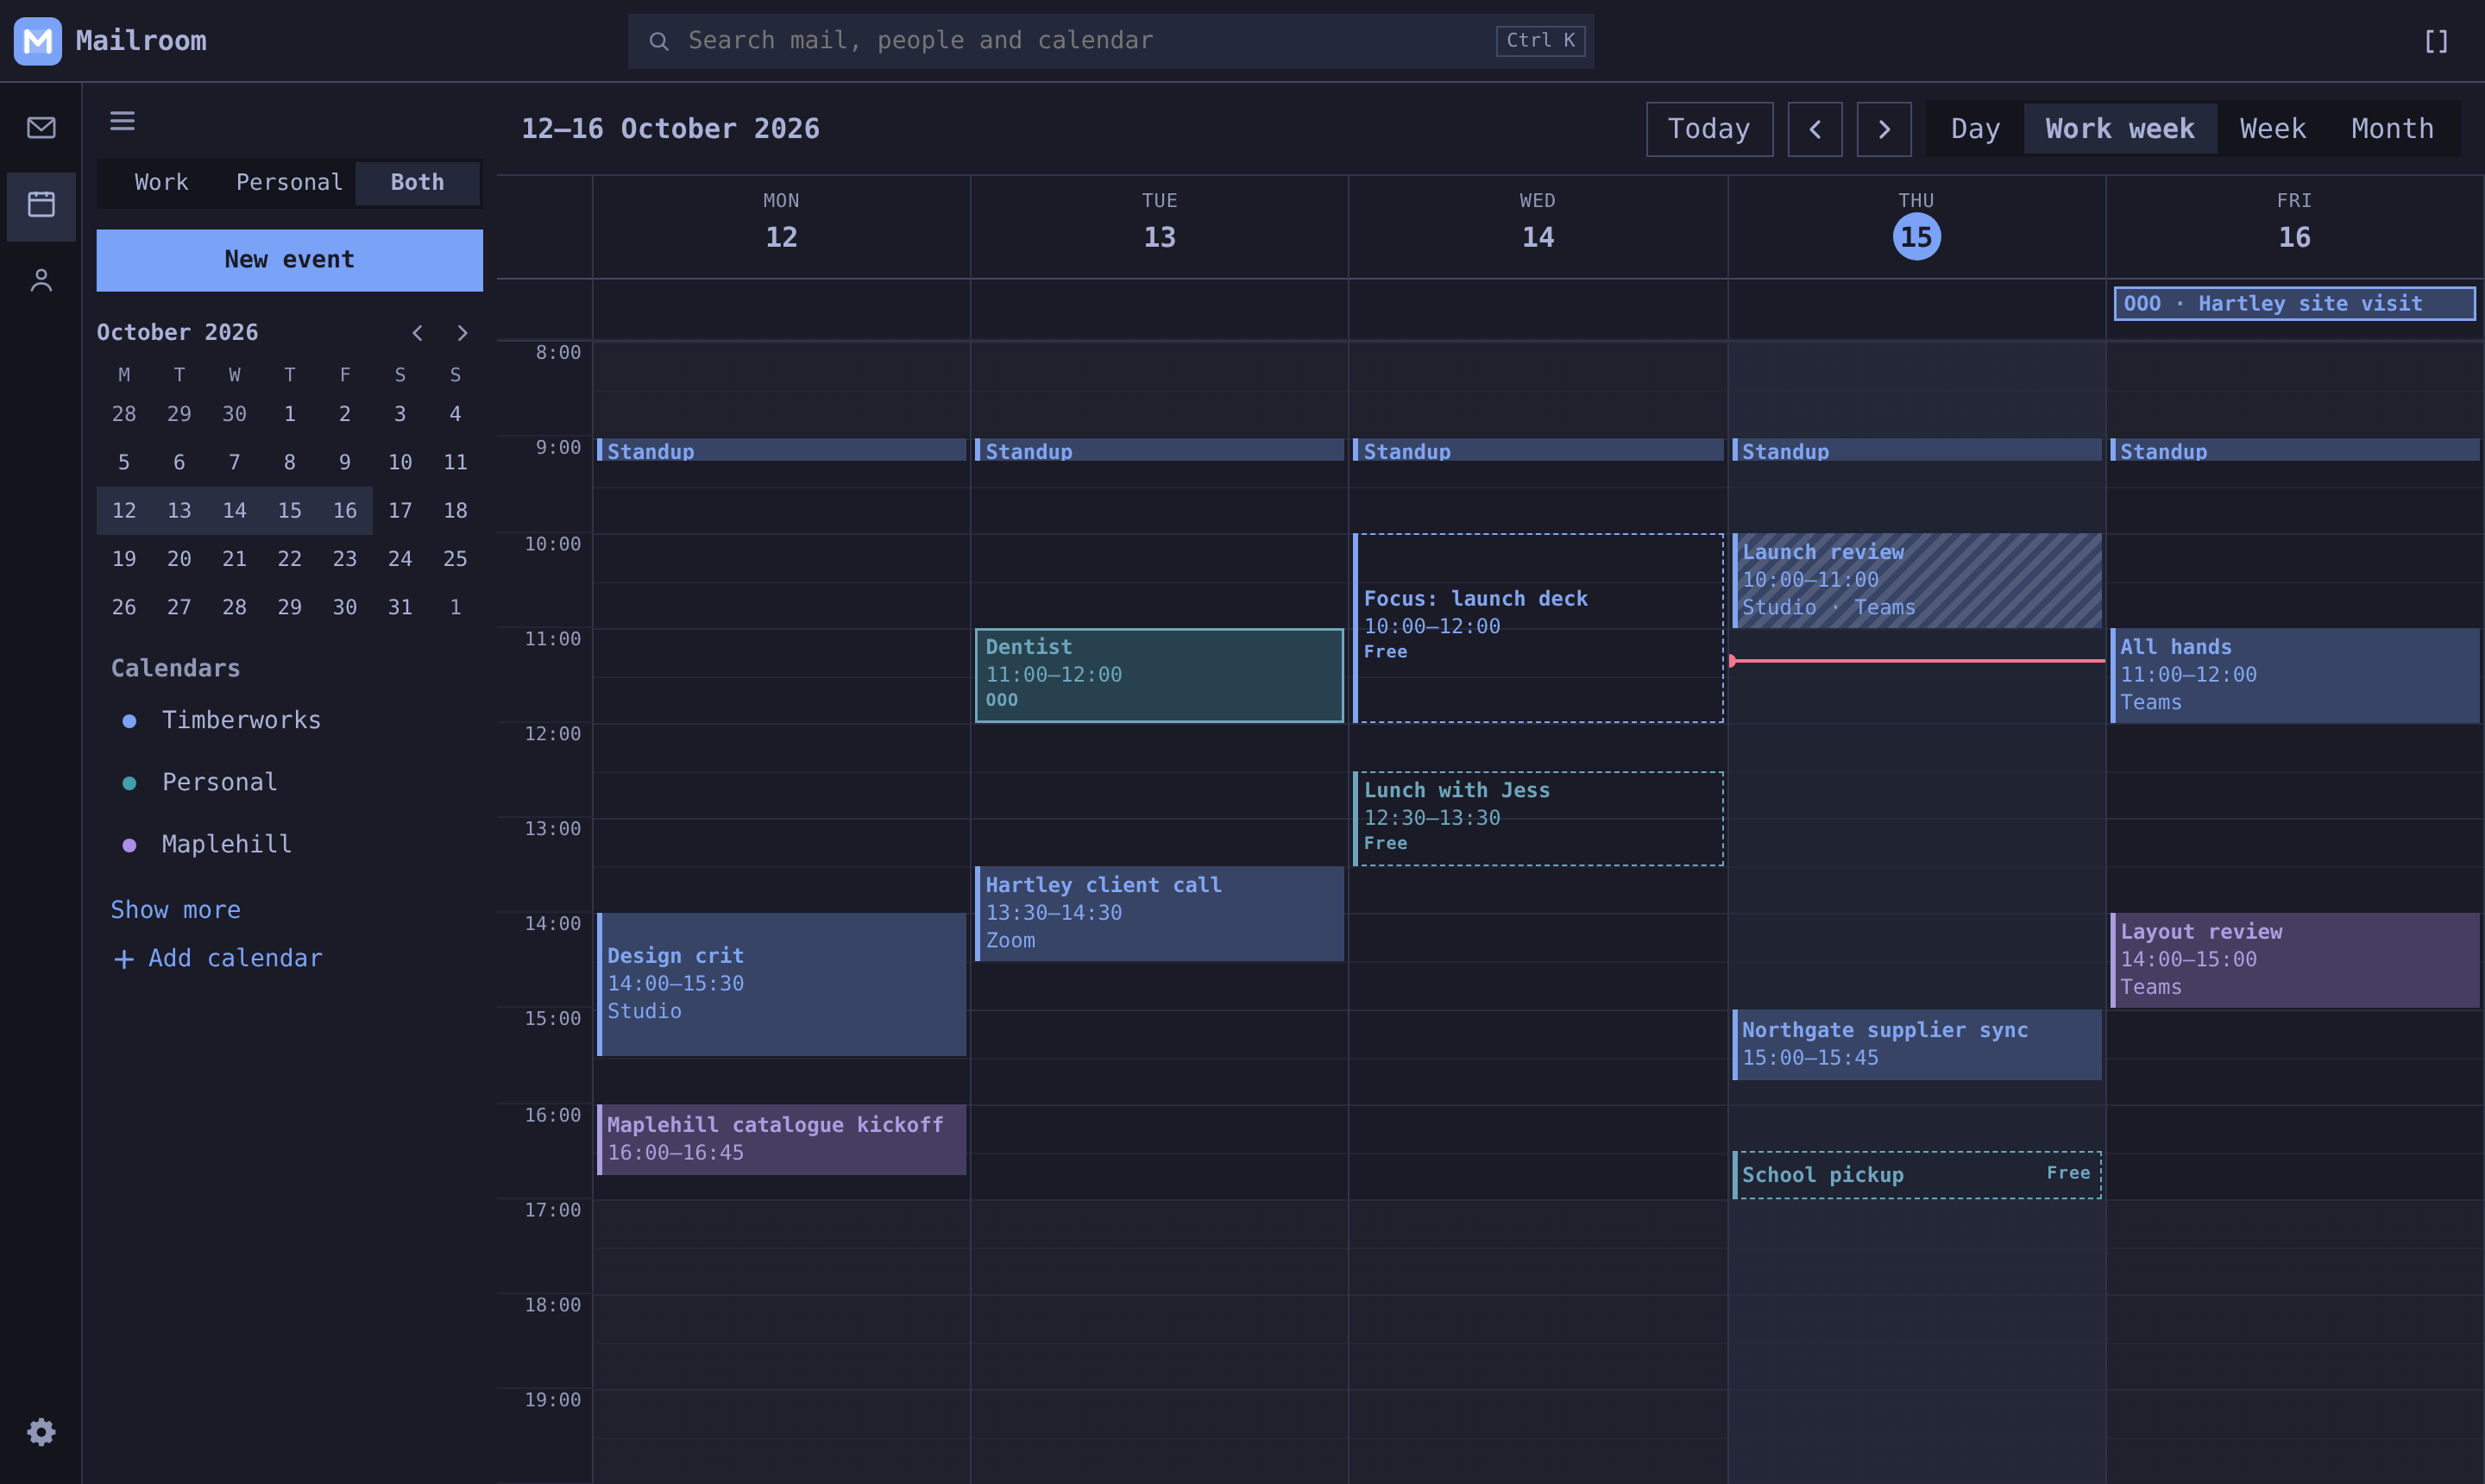 Mailroom
Search mail, people and calendar
Ctrl K
Work Personal Both
New event
October 2026
M T W T F S S
28 29 30 1 2 3 4
5 6 7 8 9 10 11
12 13 14 15 16 17 18
19 20 21 22 23 24 25
26 27 28 29 30 31 1
Calendars
Timberworks
Personal
Maplehill
Show more
Add calendar
12–16 October 2026
Today
Day Work week Week Month
MON TUE WED THU FRI
12 13 14 15 16
OOO · Hartley site visit
8:00
9:00
10:00
11:00
12:00
13:00
14:00
15:00
16:00
17:00
18:00
19:00
Standup
Design crit
14:00–15:30
Studio
Maplehill catalogue kickoff
16:00–16:45
Standup
Dentist
11:00–12:00
OOO
Hartley client call
13:30–14:30
Zoom
Standup
Focus: launch deck
10:00–12:00
Free
Lunch with Jess
12:30–13:30
Free
Standup
Launch review
10:00–11:00
Studio · Teams
Northgate supplier sync
15:00–15:45
School pickup
Free
Standup
All hands
11:00–12:00
Teams
Layout review
14:00–15:00
Teams